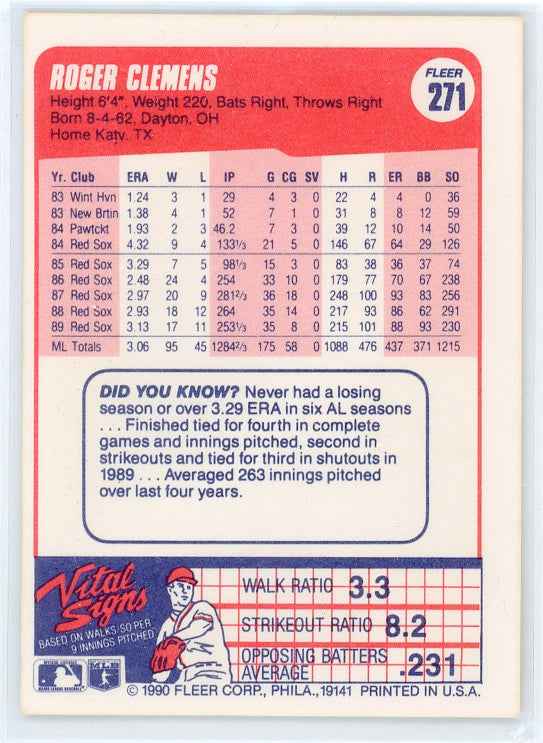 ROGER CLEMENS
FLEER
271
Height 6'4", Weight 220, Bats Right, Throws Right
Born 8-4-62, Dayton, OH
Home Katy, TX
Yr. Club ERA W L IP G CG SV H R ER BB SO
83 Wint Hvn 1.24 3 1 29 4 3 0 22 4 4 0 36
83 New Brtin 1.38 4 1 52 7 1 0 31 8 8 12 59
84 Pawtckt 1.93 2 3 46.2 7 3 0 39 12 10 14 50
84 Red Sox 4.32 9 4 1331/3 21 5 0 146 67 64 29 126
85 Red Sox 3.29 7 5 981/3 15 3 0 83 38 36 37 74
86 Red Sox 2.48 24 4 254 33 10 0 179 77 70 67 238
87 Red Sox 2.97 20 9 2812/3 36 18 0 248 100 93 83 256
88 Red Sox 2.93 18 12 264 35 14 0 217 93 86 62 291
89 Red Sox 3.13 17 11 2531/3 35 8 0 215 101 88 93 230
ML Totals 3.06 95 45 12842/3 175 58 0 1088 476 437 371 1215
DID YOU KNOW? Never had a losing
season or over 3.29 ERA in six AL seasons
. . . Finished tied for fourth in complete
games and innings pitched, second in
strikeouts and tied for third in shutouts in
1989 . . . Averaged 263 innings pitched
over last four years.
Vital
Signs
BASED ON WALKS/SO PER
9 INNINGS PITCHED
WALK RATIO 3.3
STRIKEOUT RATIO 8.2
OPPOSING BATTERS
AVERAGE .231
MLB
© 1990 FLEER CORP., PHILA., 19141 PRINTED IN U.S.A.